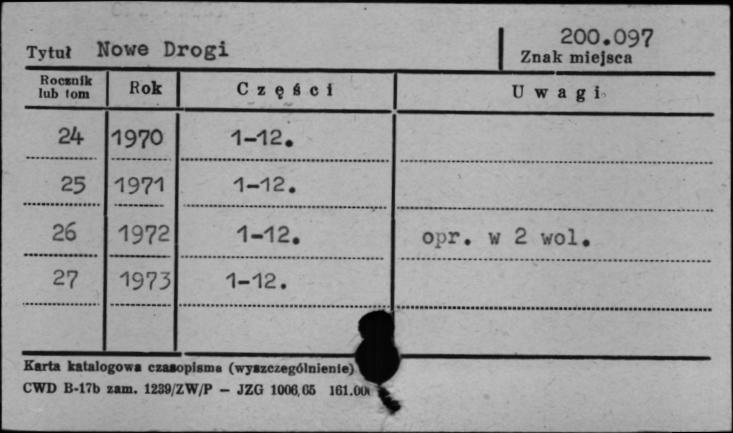 200.097
Tytuł Nowe Drogi Znak miejsca
Rocznik lub tom Rok Części Uwagi
24 1970 1-12.
25 1971 1-12.
26 1972 1-12. opr. w 2 wol.
27 1973 1-12.
Karta katalogowa czasopisma (wyszczególnienie)
CWD B-17b zam. 1239/ZW/P — JZG 1006,65